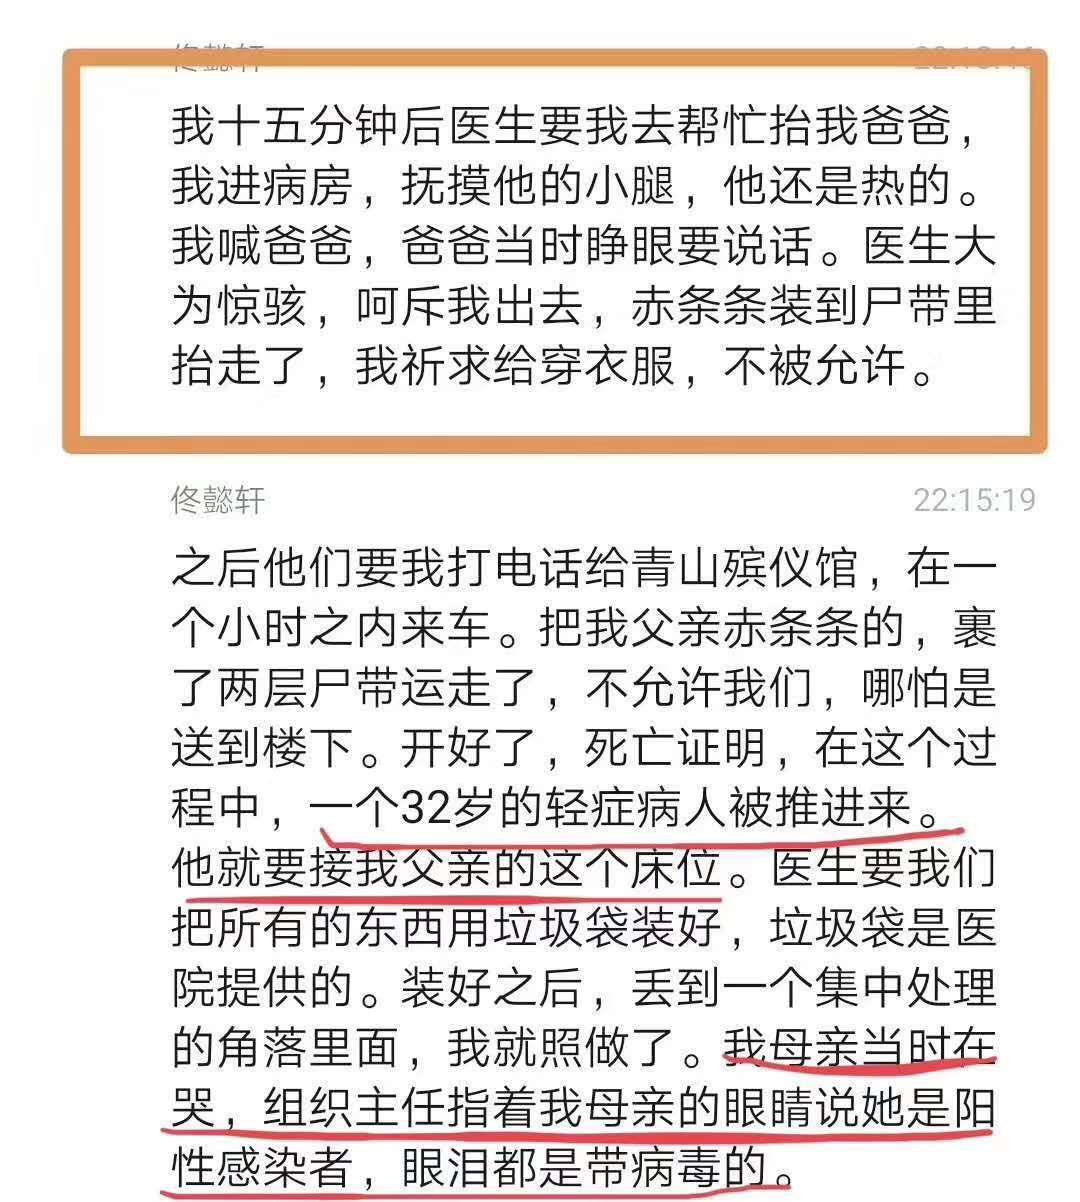 佟懿轩 22:13:46
我十五分钟后医生要我去帮忙抬我爸爸，
我进病房，抚摸他的小腿，他还是热的。
我喊爸爸，爸爸当时睁眼要说话。医生大
为惊骇，呵斥我出去，赤条条装到尸带里
抬走了，我祈求给穿衣服，不被允许。
佟懿轩 22:15:19
之后他们要我打电话给青山殡仪馆，在一
个小时之内来车。把我父亲赤条条的，裹
了两层尸带运走了，不允许我们，哪怕是
送到楼下。开好了，死亡证明，在这个过
程中，一个32岁的轻症病人被推进来。
他就要接我父亲的这个床位。医生要我们
把所有的东西用垃圾袋装好，垃圾袋是医
院提供的。装好之后，丢到一个集中处理
的角落里面，我就照做了。我母亲当时在
哭，组织主任指着我母亲的眼睛说她是阳
性感染者，眼泪都是带病毒的。